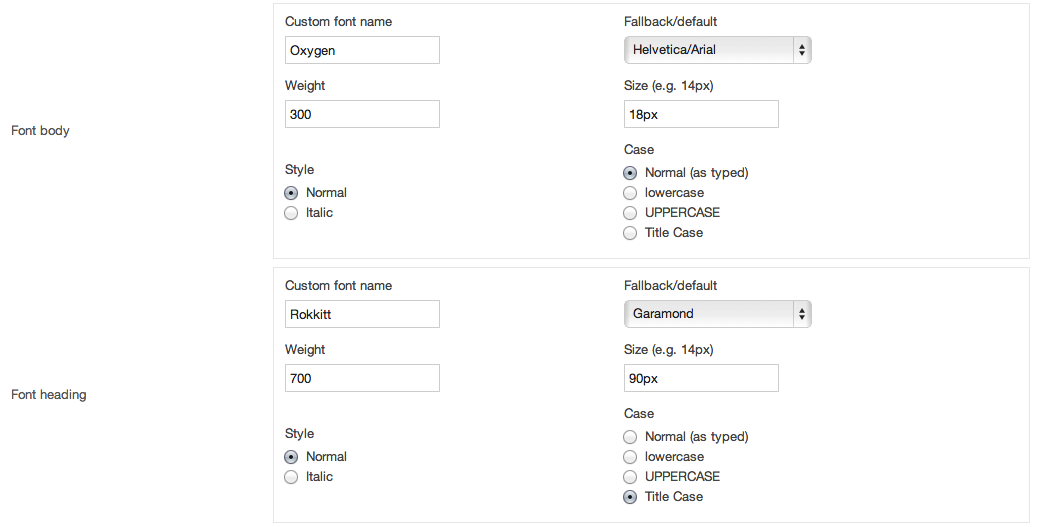 Font body
Custom font name
Fallback/default
Oxygen
Helvetica/Arial
Weight
Size (e.g. 14px)
300
18px
Style
Case
Normal
Normal (as typed)
Italic
lowercase
UPPERCASE
Title Case
Font heading
Custom font name
Fallback/default
Rokkitt
Garamond
Weight
Size (e.g. 14px)
700
90px
Style
Case
Normal
Normal (as typed)
Italic
lowercase
UPPERCASE
Title Case